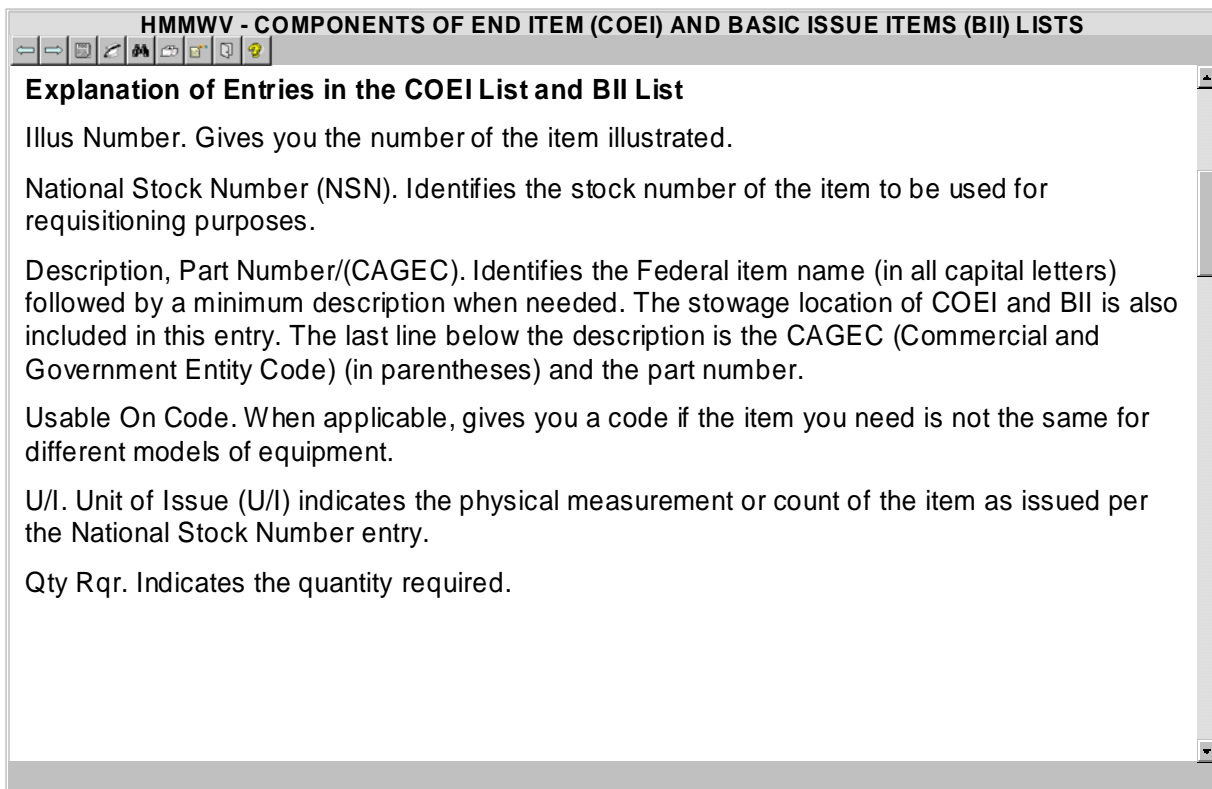 HMMWV - COMPONENTS OF END ITEM (COEI) AND BASIC ISSUE ITEMS (BII) LISTS
Explanation of Entries in the COEI List and BII List
Illus Number. Gives you the number of the item illustrated.
National Stock Number (NSN). Identifies the stock number of the item to be used for
requisitioning purposes.
Description, Part Number/(CAGEC). Identifies the Federal item name (in all capital letters)
followed by a minimum description when needed. The stowage location of COEI and BII is also
included in this entry. The last line below the description is the CAGEC (Commercial and
Government Entity Code) (in parentheses) and the part number.
Usable On Code. When applicable, gives you a code if the item you need is not the same for
different models of equipment.
U/I. Unit of Issue (U/I) indicates the physical measurement or count of the item as issued per
the National Stock Number entry.
Qty Rqr. Indicates the quantity required.